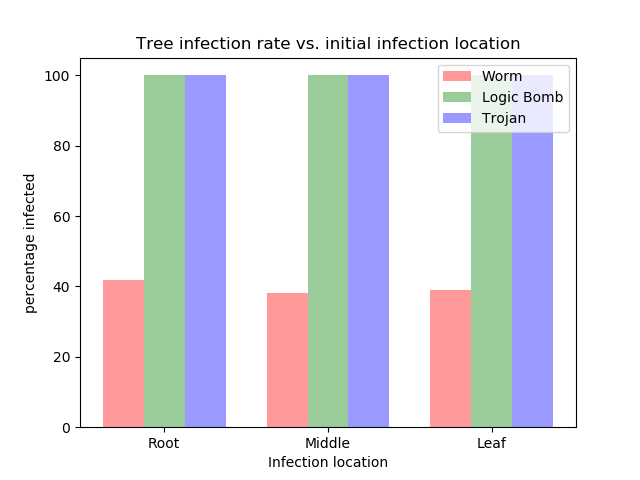 Tree infection rate vs. initial infection location
percentage infected
100
80
60
40
20
0
Worm
Logic Bomb
Trojan
Root Middle Leaf
Infection location